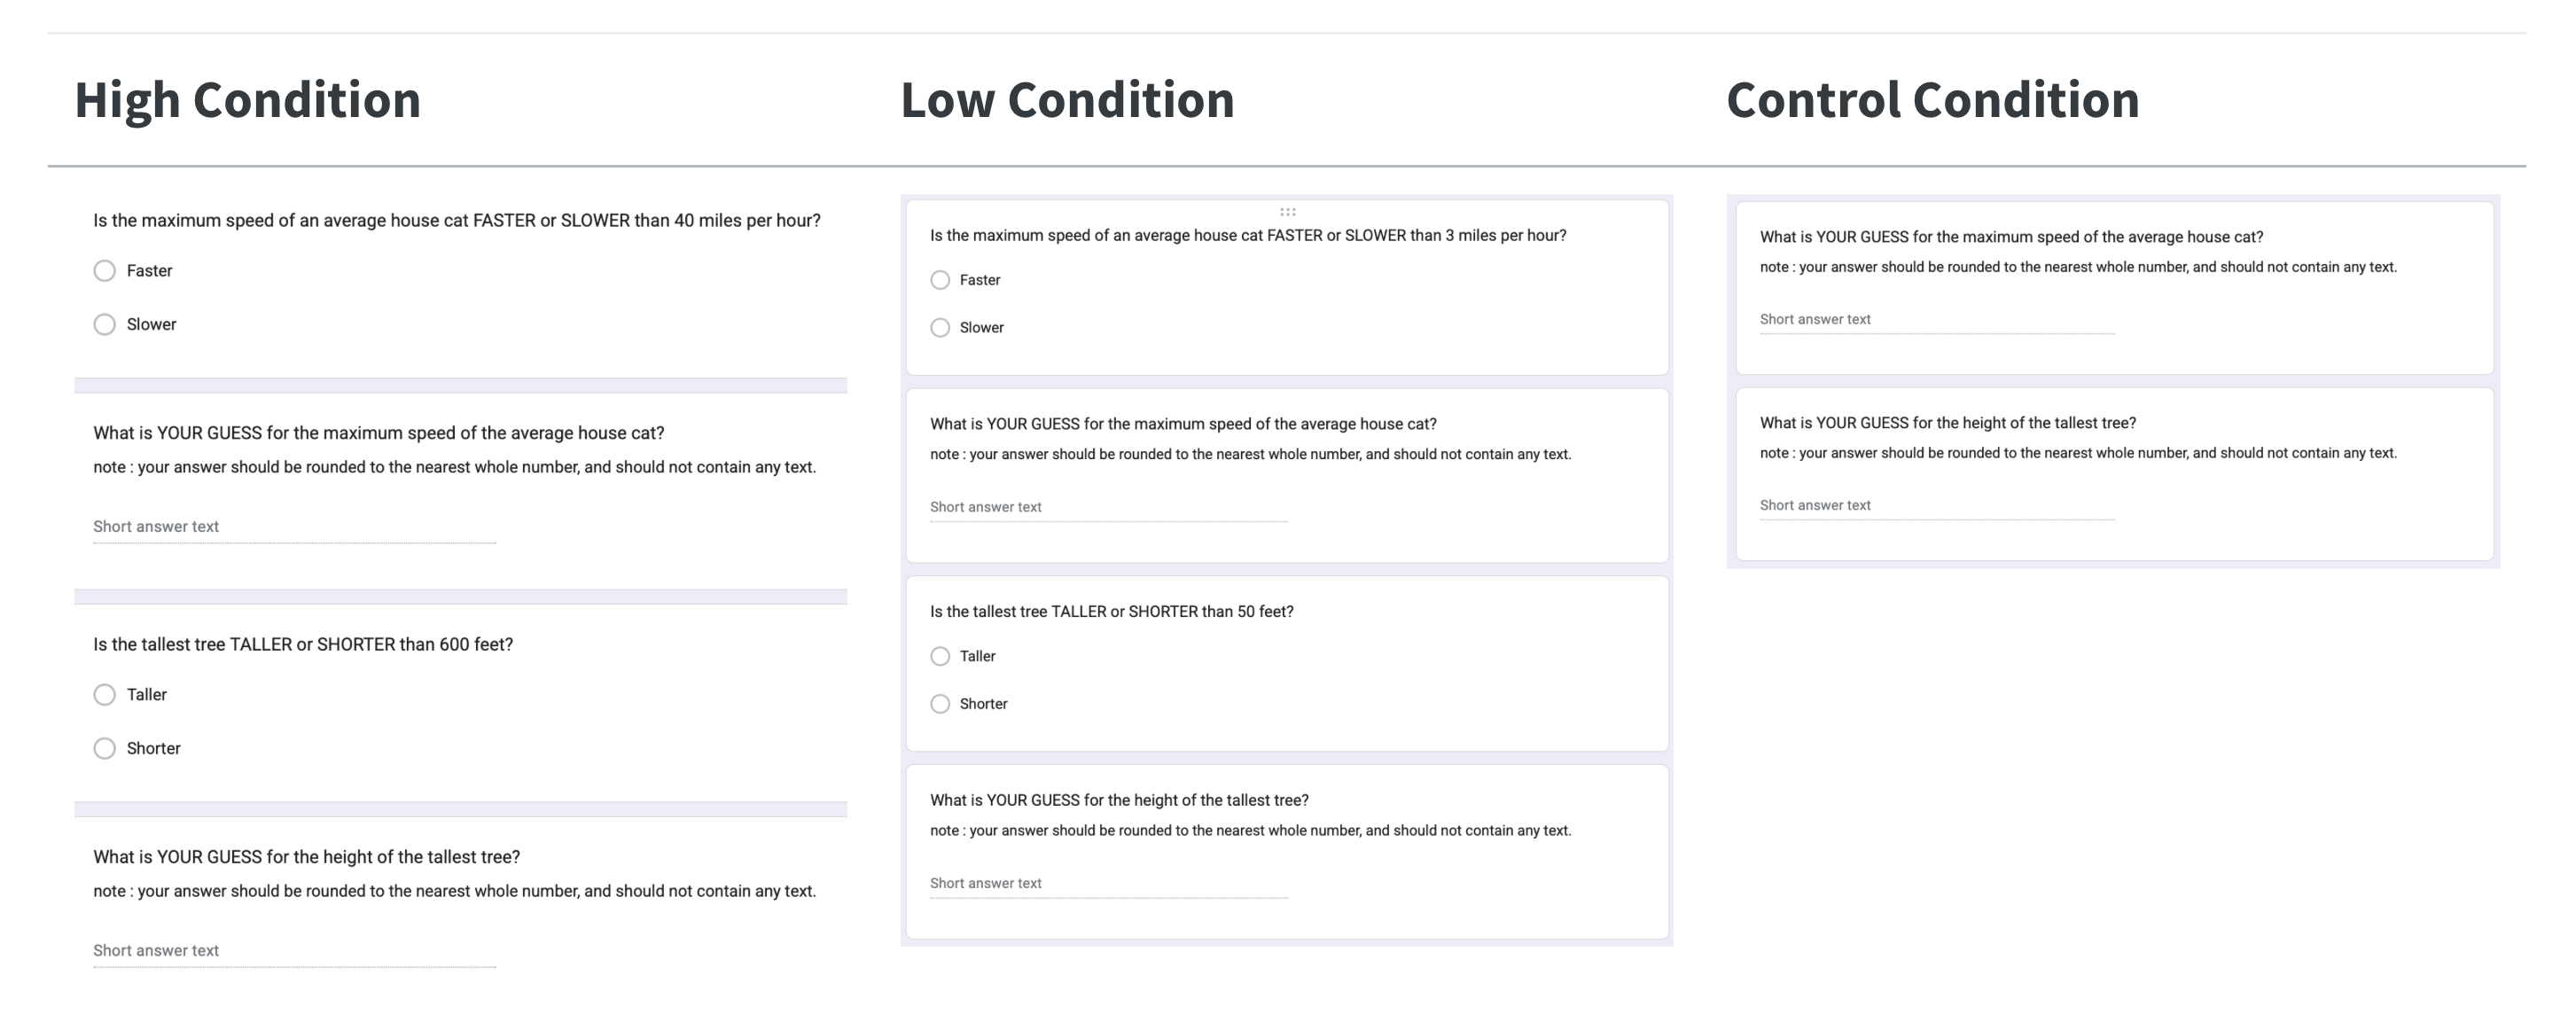 High Condition
Low Condition
Control Condition
Is the maximum speed of an average house cat FASTER or SLOWER than 40 miles per hour?
Faster
Slower
What is YOUR GUESS for the maximum speed of the average house cat?
note : your answer should be rounded to the nearest whole number, and should not contain any text.
Short answer text
Is the tallest tree TALLER or SHORTER than 600 feet?
Taller
Shorter
What is YOUR GUESS for the height of the tallest tree?
note : your answer should be rounded to the nearest whole number, and should not contain any text.
Short answer text
Is the maximum speed of an average house cat FASTER or SLOWER than 3 miles per hour?
Faster
Slower
What is YOUR GUESS for the maximum speed of the average house cat?
note : your answer should be rounded to the nearest whole number, and should not contain any text.
Short answer text
Is the tallest tree TALLER or SHORTER than 50 feet?
Taller
Shorter
What is YOUR GUESS for the height of the tallest tree?
note : your answer should be rounded to the nearest whole number, and should not contain any text.
Short answer text
What is YOUR GUESS for the maximum speed of the average house cat?
note : your answer should be rounded to the nearest whole number, and should not contain any text.
Short answer text
What is YOUR GUESS for the height of the tallest tree?
note : your answer should be rounded to the nearest whole number, and should not contain any text.
Short answer text